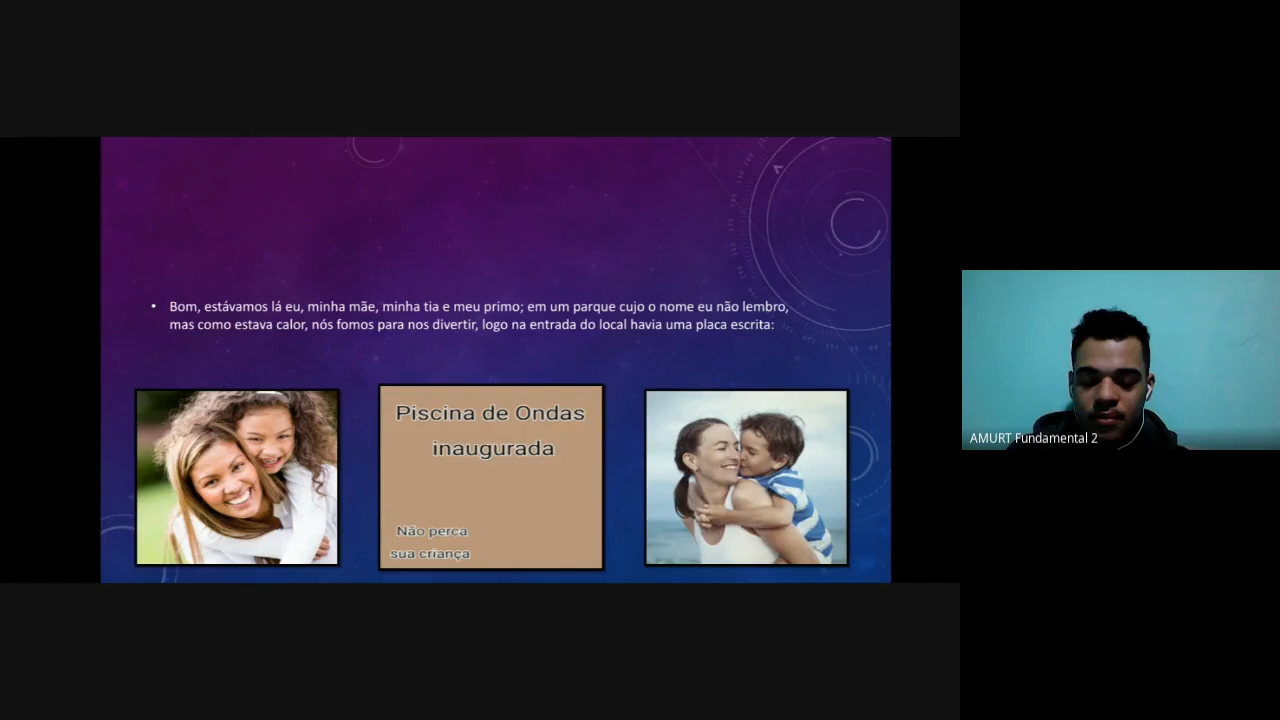 • Bom, estávamos lá eu, minha mãe, minha tia e meu primo; em um parque cujo o nome eu não lembro,
mas como estava calor, nós fomos para nos divertir, logo na entrada do local havia uma placa escrita:
Piscina de Ondas
inaugurada
Não perca
sua criança
AMURT Fundamental 2